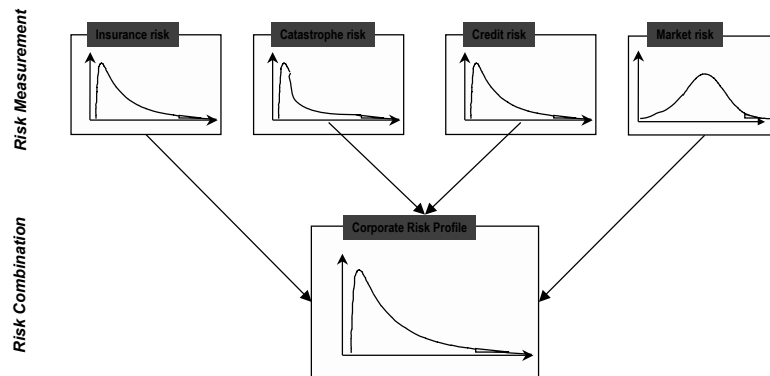 Risk Measurement
Insurance risk
Catastrophe risk
Credit risk
Market risk
Risk Combination
Corporate Risk Profile